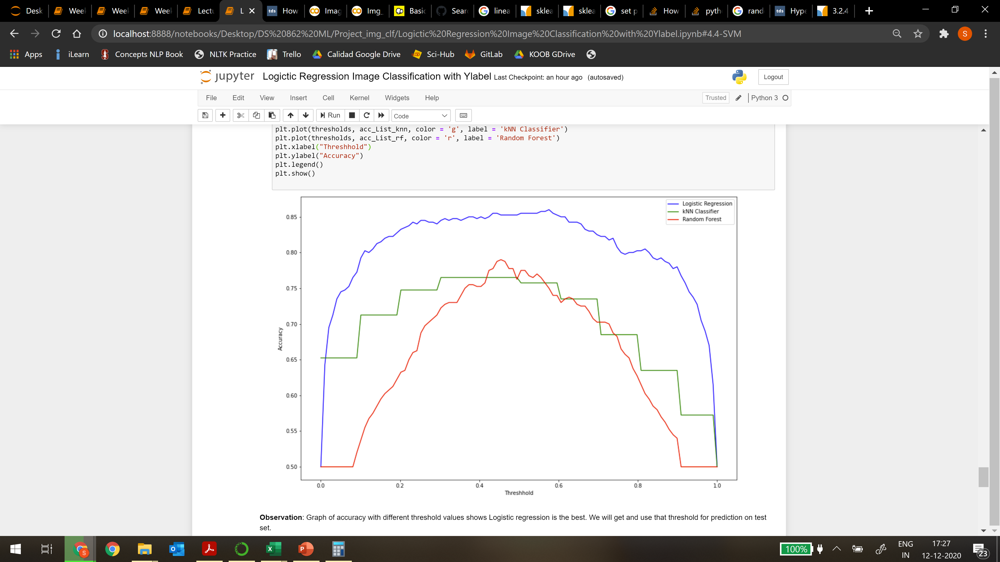 Desk Week Week Week Lectu L tds How Imag Img_ Basic Sear linea sklea sklea set p How pytho rand tds Hype 3.2.4
localhost:8888/notebooks/Desktop/DS%20862%20ML/Project_img_clf/Logictic%20Regression%20Image%20Classification%20with%20Ylabel.ipynb#4.4-SVM S
Apps iLearn Concepts NLP Book NLTK Practice Trello Calidad Google Drive Sci-Hub GitLab KOOB GDrive
jupyter Logictic Regression Image Classification with Ylabel Last Checkpoint: an hour ago (autosaved) Logout
File Edit View Insert Cell Kernel Widgets Help Trusted Python 3
Run Code
plt.plot(thresholds, acc_List_knn, color = 'g', label = 'kNN Classifier')
plt.plot(thresholds, acc_List_rf, color = 'r', label = 'Random Forest')
plt.xlabel("Threshhold")
plt.ylabel("Accuracy")
plt.legend()
plt.show()
Logistic Regression
kNN Classifier
Random Forest
0.85
0.80
0.75
0.70
0.65
0.60
0.55
0.50
Accuracy
0.0 0.2 0.4 0.6 0.8 1.0
Threshhold
Observation: Graph of accuracy with different threshold values shows Logistic regression is the best. We will get and use that threshold for prediction on test
set.
100% ENG 17:27
IN 12-12-2020 23